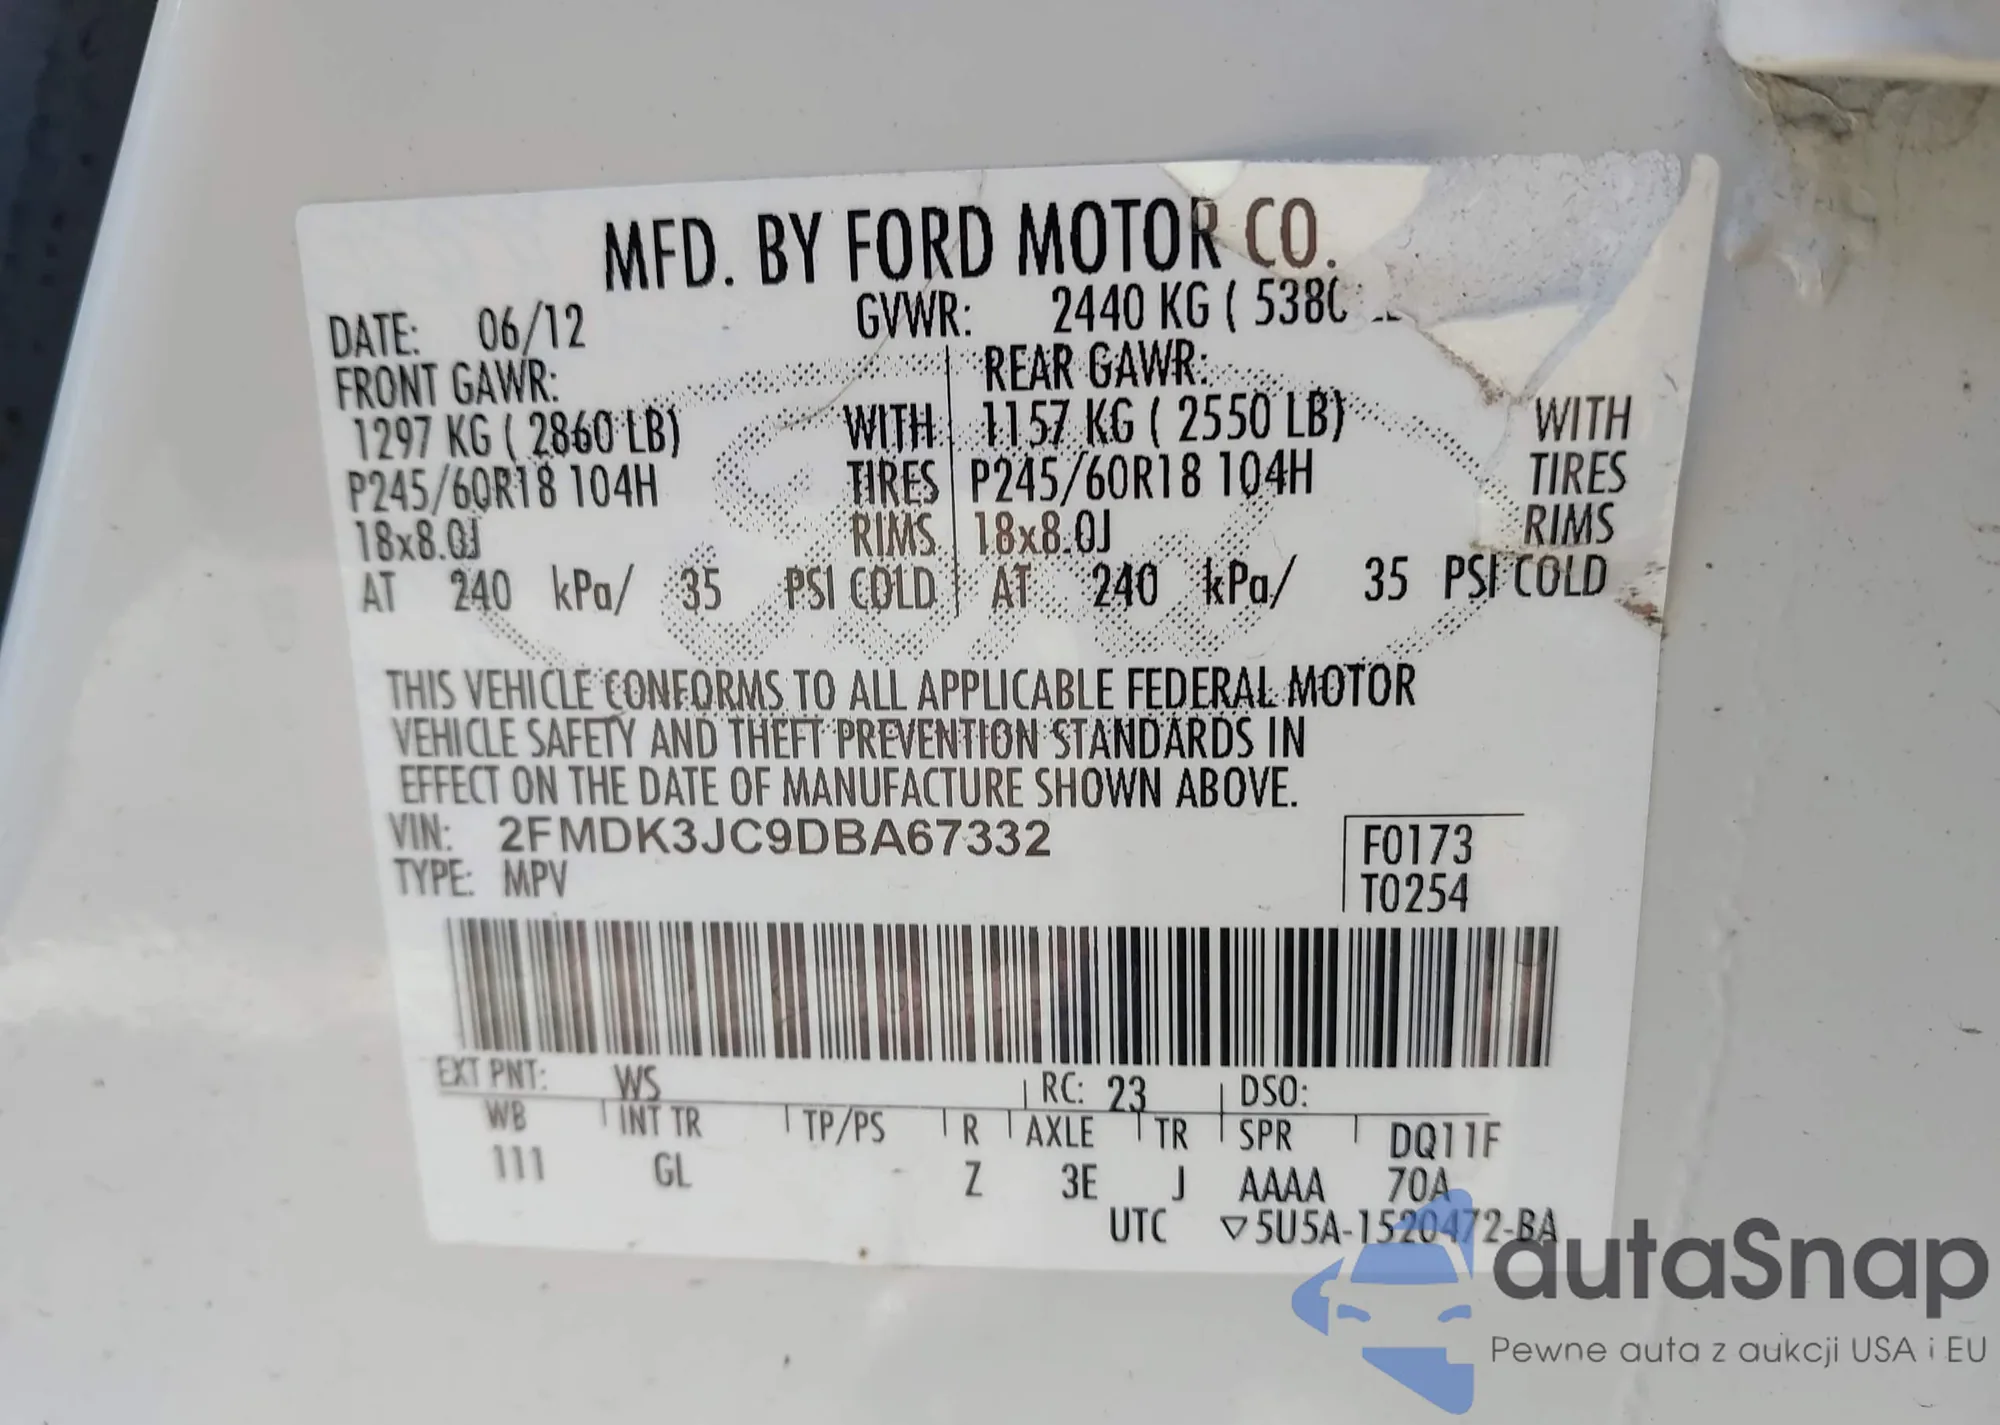 MFD. BY FORD MOTOR CO.
DATE: 06/12 GVWR: 2440 KG ( 538
FRONT GAWR: REAR GAWR:
1297 KG ( 2860 LB) WITH 1157 KG ( 2550 LB) WITH
P245/60R18 104H TIRES P245/60R18 104H TIRES
18x8.0J RIMS 18x8.0J RIMS
AT 240 kPa/ 35 PSI COLD AT 240 kPa/ 35 PSI COLD
THIS VEHICLE CONFORMS TO ALL APPLICABLE FEDERAL MOTOR
VEHICLE SAFETY AND THEFT PREVENTION STANDARDS IN
EFFECT ON THE DATE OF MANUFACTURE SHOWN ABOVE.
VIN: 2FMDK3JC9DBA67332 F0173
TYPE: MPV T0254
EXT PNT: WS RC: 23 DSO:
WB INT TR TP/PS R AXLE TR SPR DQ11F
111 GL Z 3E J AAAA 70A
UTC ▽5U5A-1520472-BA
autaSnap
Pewne auta z aukcji USA i EU